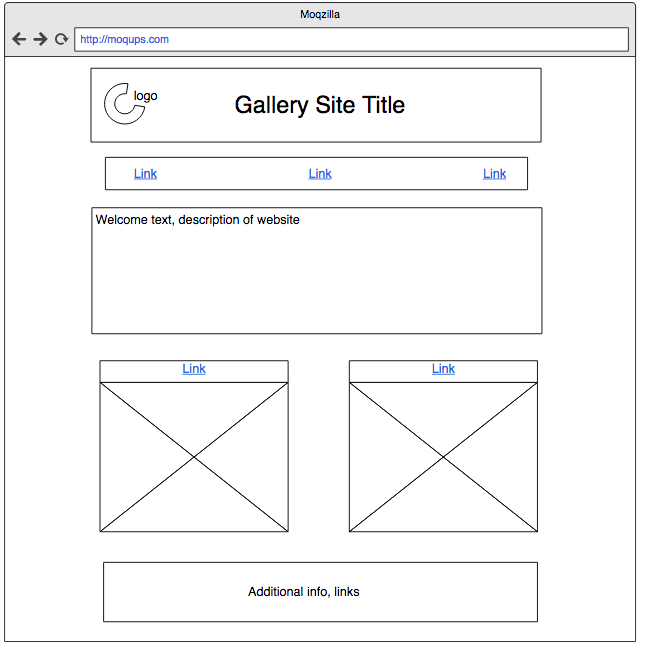 Moqzilla
http://moqups.com
logo
Gallery Site Title
Link Link Link
Welcome text, description of website
Link Link
Additional info, links